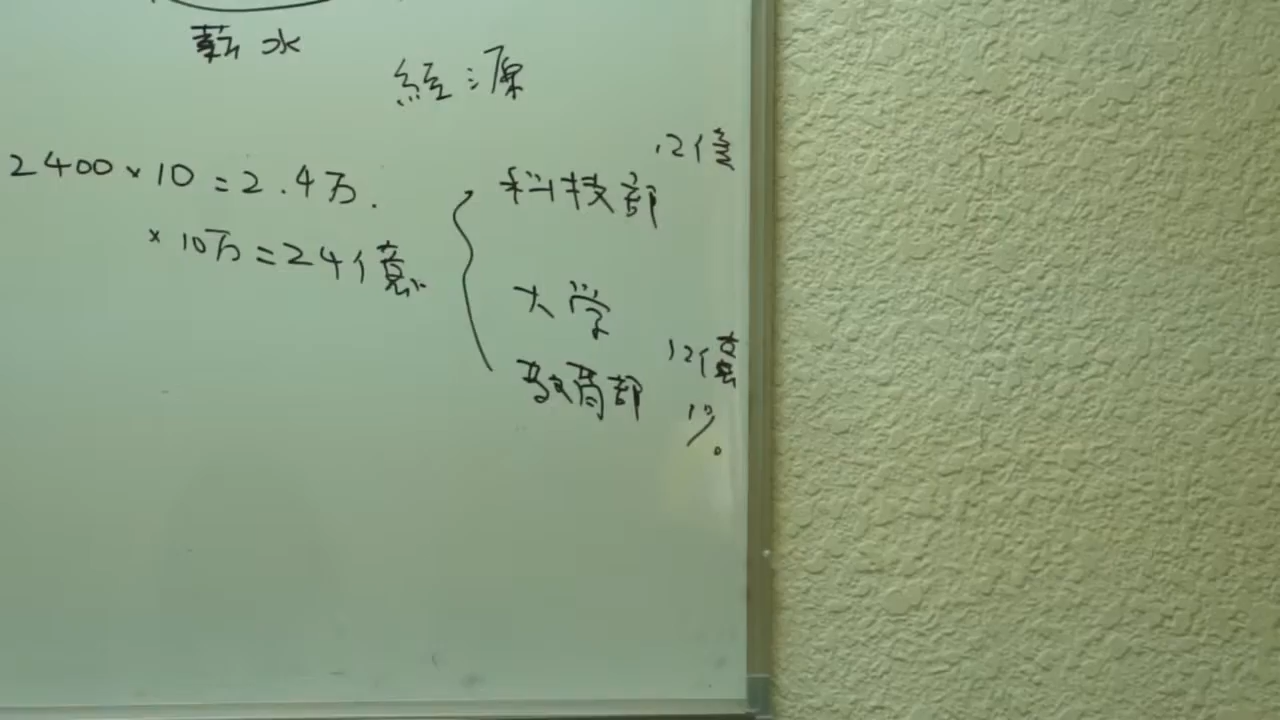 薪水
經源
2400 × 10 = 2.4万.
× 10万 = 24億
科技部 12億
大学
教育部 12億
1%